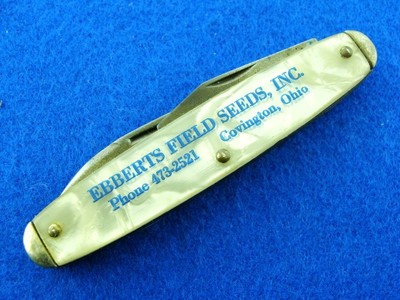 EBBERTS FIELD SEEDS, INC.
Phone 473-2521 Covington, Ohio